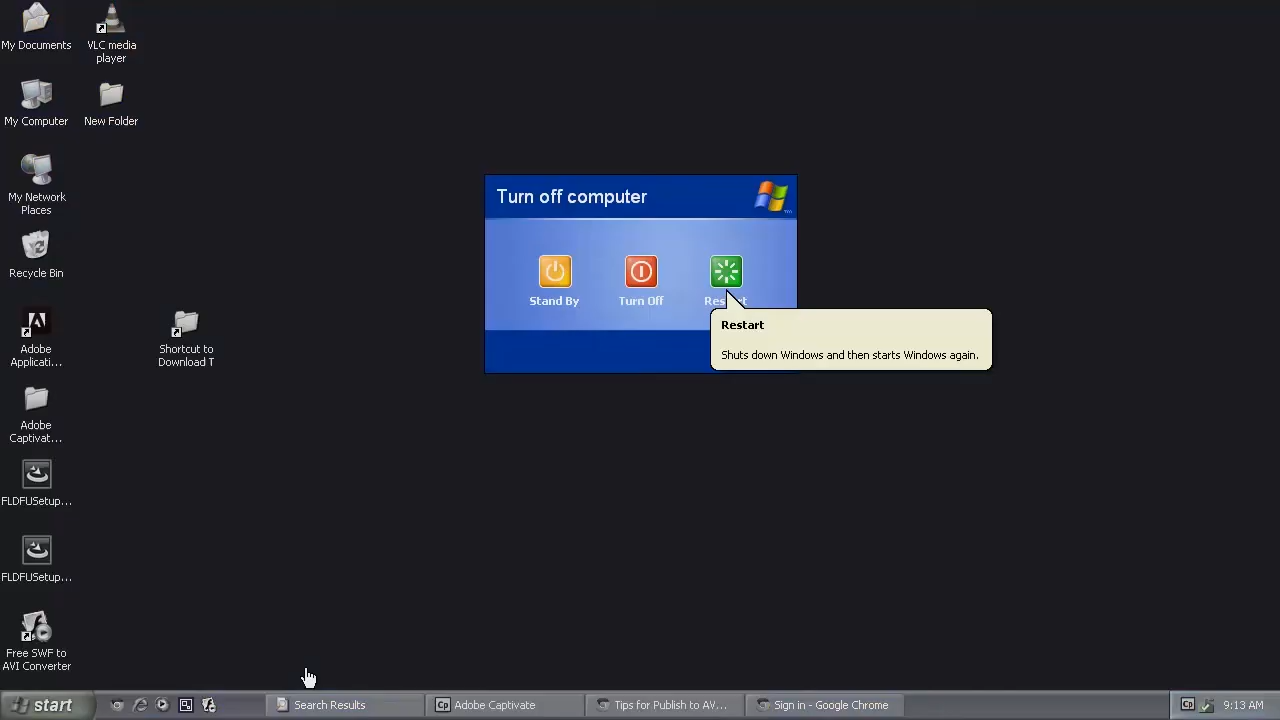 My Documents
VLC media
player
My Computer
New Folder
My Network
Places
Recycle Bin
Adobe
Applicati...
Shortcut to
Download T
Adobe
Captivat...
FLDFUSetup...
FLDFUSetup...
Free SWF to
AVI Converter
Turn off computer
Stand By
Turn Off
Restart
Restart
Shuts down Windows and then starts Windows again.
start
Search Results
Adobe Captivate
Tips for Publish to AV...
Sign in - Google Chrome
9:13 AM